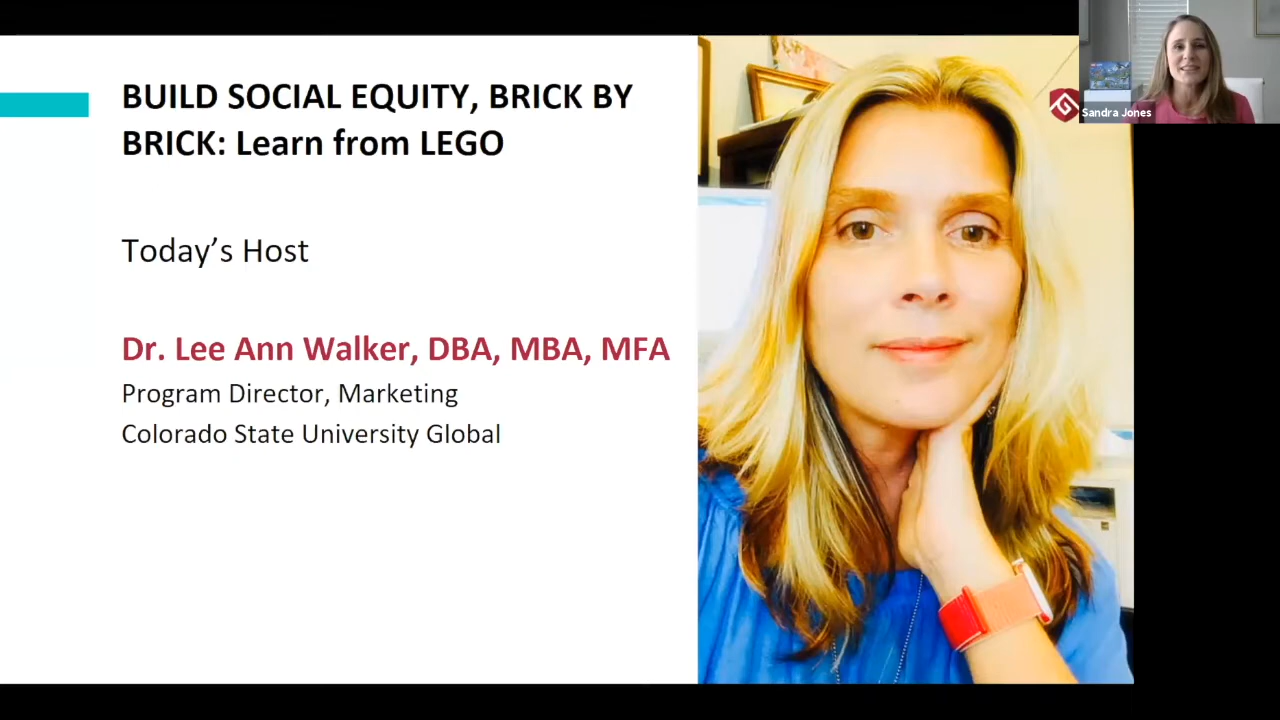 BUILD SOCIAL EQUITY, BRICK BY
BRICK: Learn from LEGO
Today's Host
Dr. Lee Ann Walker, DBA, MBA, MFA
Program Director, Marketing
Colorado State University Global
Sandra Jones